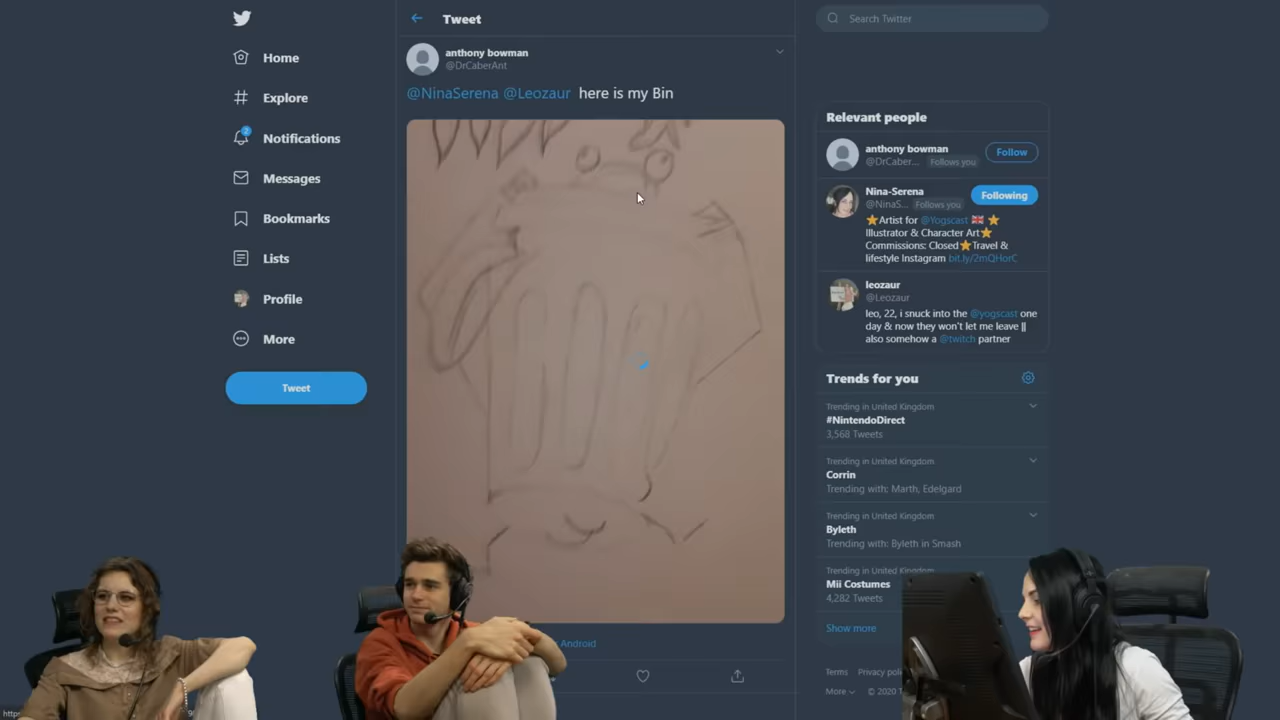 Home
Explore
2
Notifications
Messages
Bookmarks
Lists
Profile
More
Tweet
Tweet
anthony bowman
@DrCaberAnt
@NinaSerena @Leozaur here is my Bin
Android
Search Twitter
Relevant people
anthony bowman
@DrCaber... Follows you
Follow
Nina-Serena
@NinaS... Follows you
Following
⭐Artist for @Yogscast 🇬🇧 ⭐
Illustrator & Character Art⭐
Commissions: Closed⭐Travel &
lifestyle Instagram bit.ly/2mQHorC
leozaur
@Leozaur
leo, 22, i snuck into the @yogscast one
day & now they won't let me leave ||
also somehow a @twitch partner
Trends for you
Trending in United Kingdom
#NintendoDirect
3,568 Tweets
Trending in United Kingdom
Corrin
Trending with: Marth, Edelgard
Trending in United Kingdom
Byleth
Trending with: Byleth in Smash
Trending in United Kingdom
Mii Costumes
4,282 Tweets
Show more
Terms Privacy poli
More © 2020 T